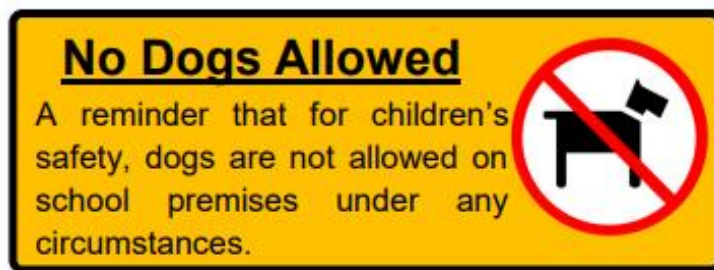 No Dogs Allowed
A reminder that for children's
safety, dogs are not allowed on
school premises under any
circumstances.